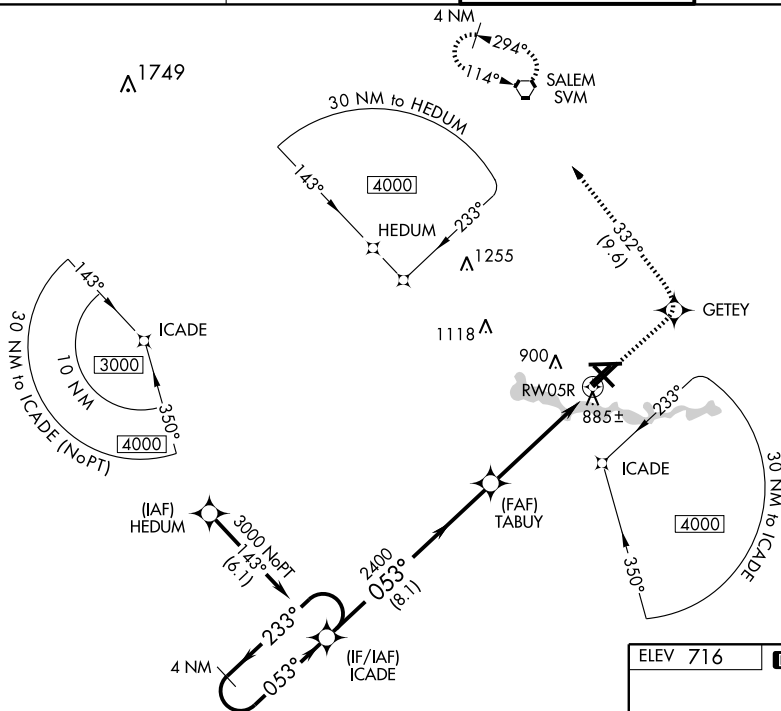 4 NM
294°
114°
SALEM
SVM
1749
30 NM to HEDUM
4000
143°
233°
HEDUM
1255
332°
(9.6)
GETEY
1118
900
RW05R
885±
143°
ICADE
3000
10 NM
350°
4000
30 NM to ICADE (NoPT)
233°
ICADE
4000
350°
30 NM to ICADE
(FAF)
TABUY
(IAF)
HEDUM
3000 NoPT
143°
(6.1)
2400
053°
(8.1)
233°
053°
4 NM
(IF/IAF)
ICADE
ELEV 716